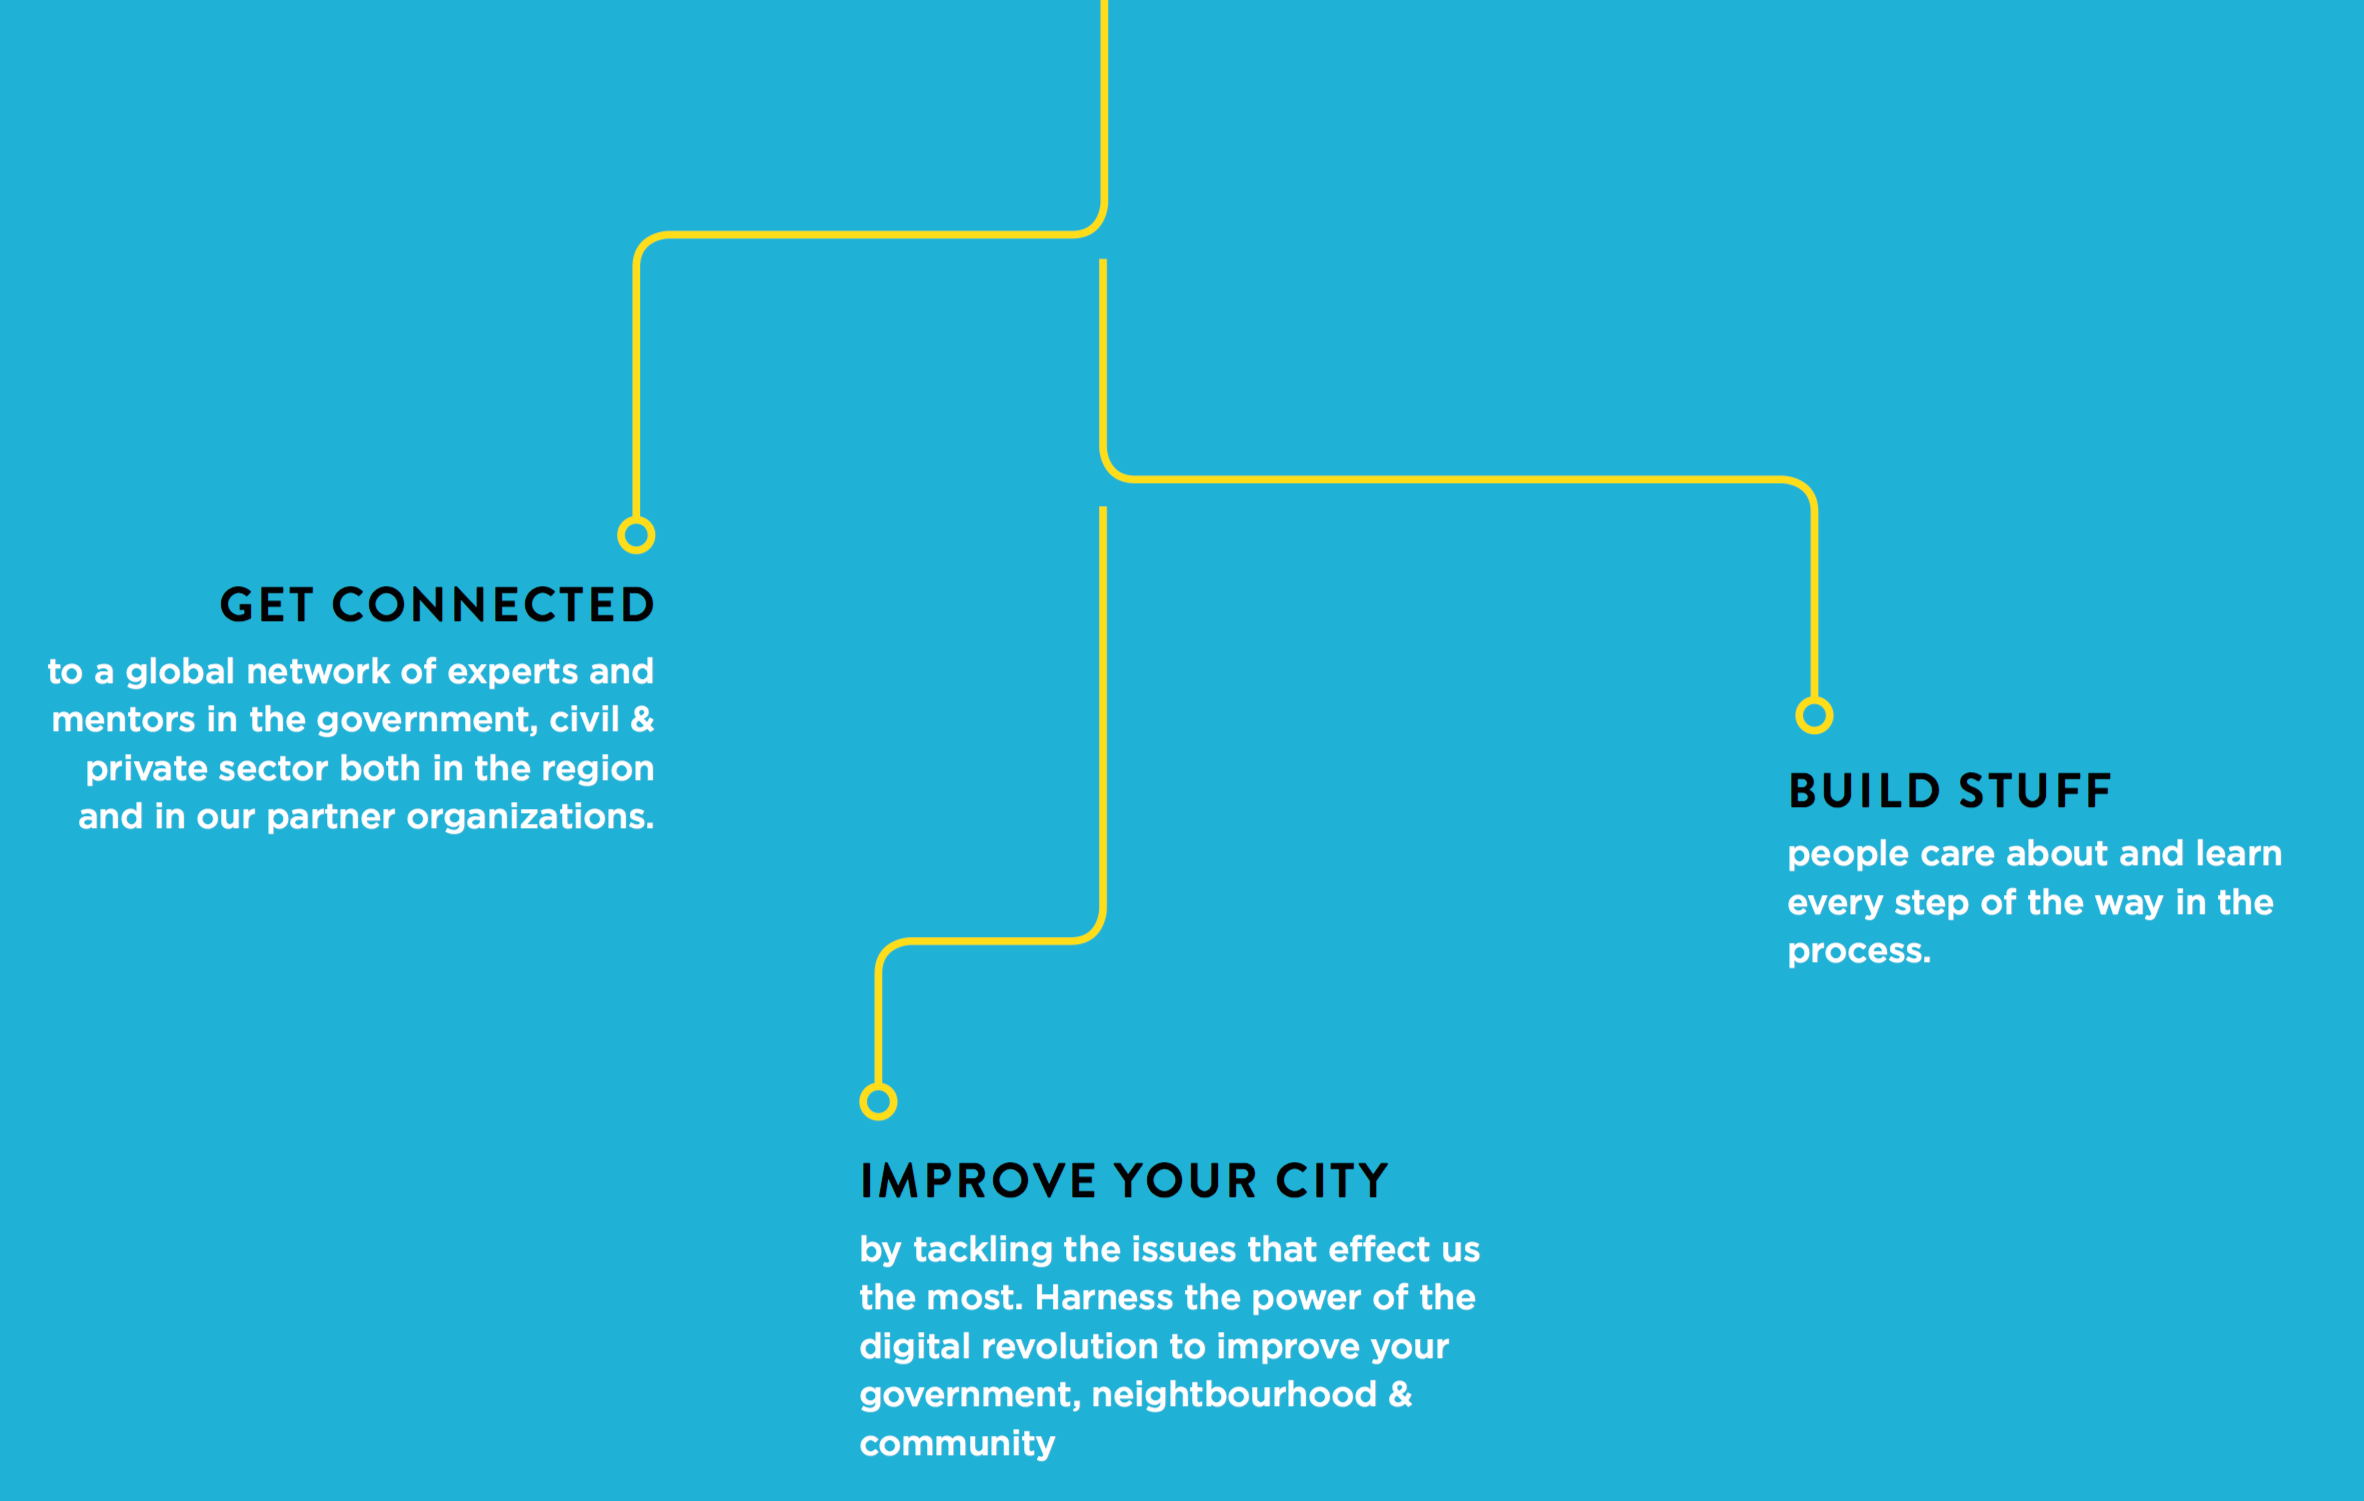 GET CONNECTED
to a global network of experts and
mentors in the government, civil &
private sector both in the region
and in our partner organizations.
BUILD STUFF
people care about and learn
every step of the way in the
process.
IMPROVE YOUR CITY
by tackling the issues that effect us
the most. Harness the power of the
digital revolution to improve your
government, neightbourhood &
community